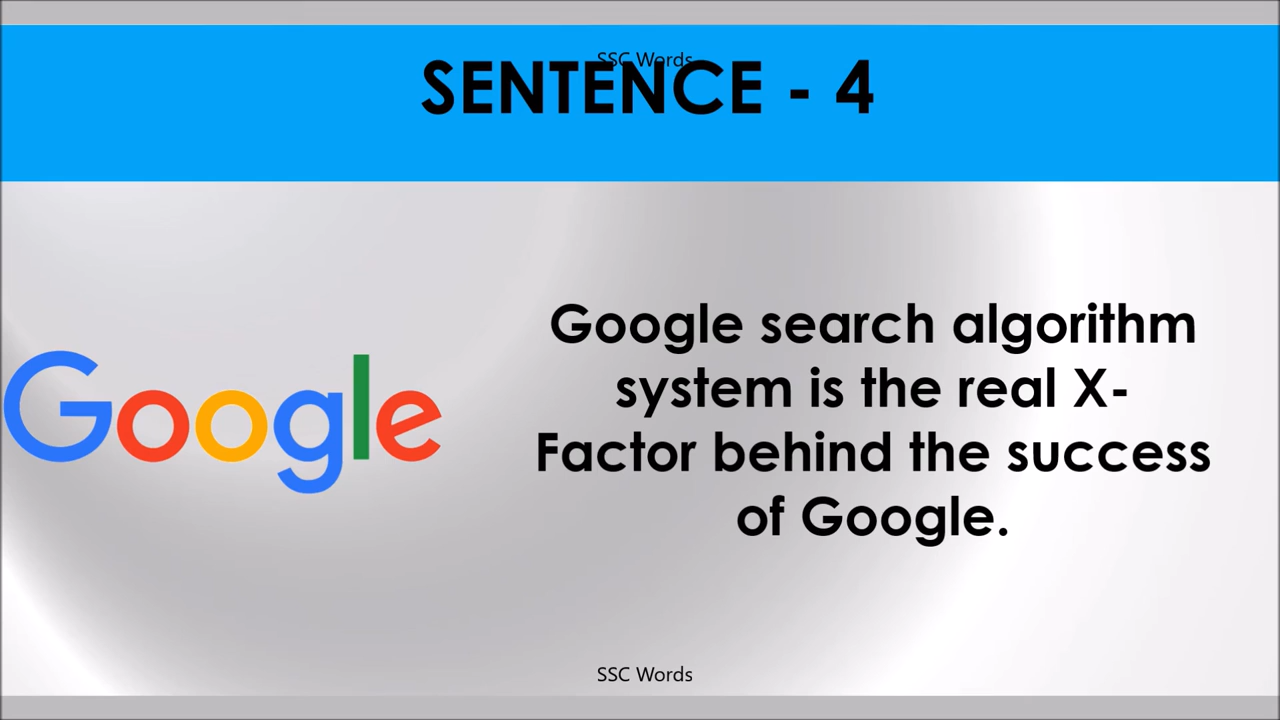 SSC Words
SENTENCE - 4
Google
Google search algorithm
system is the real X-
Factor behind the success
of Google.
SSC Words